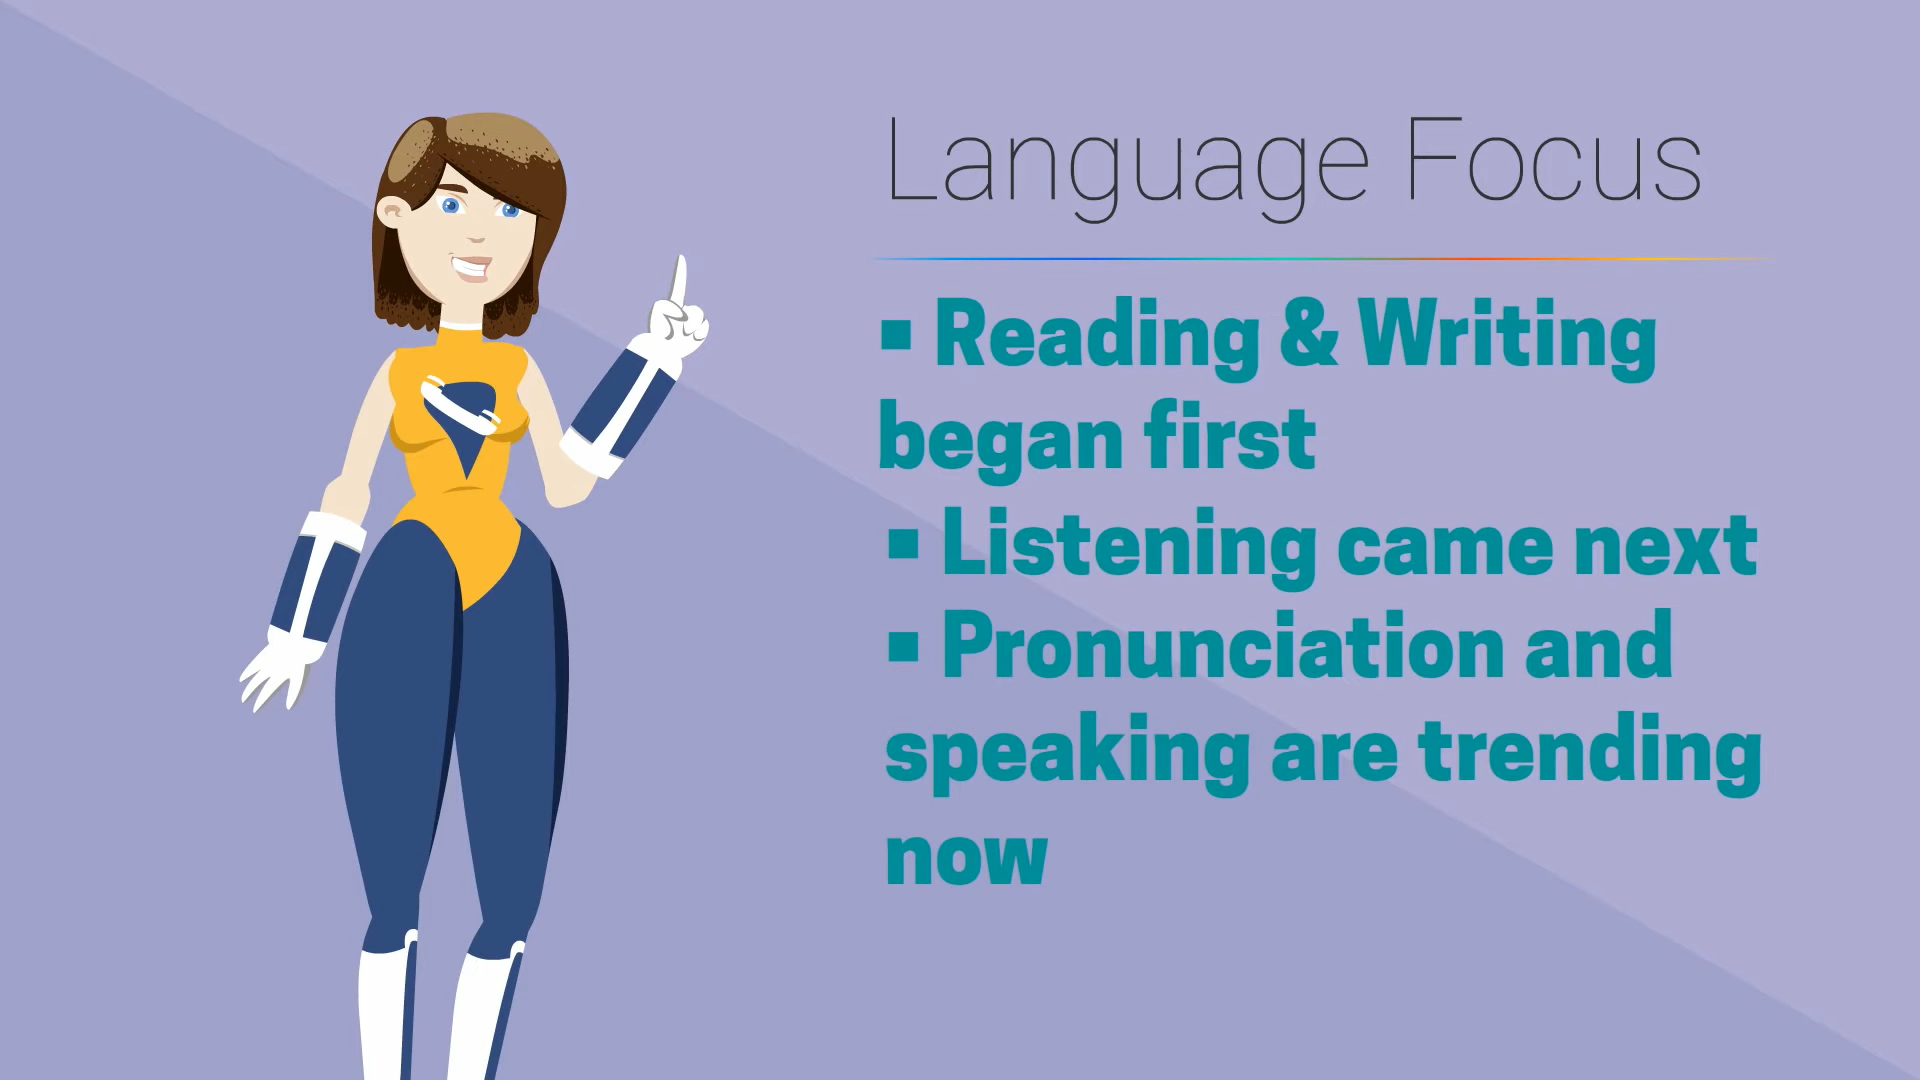 Language Focus
▪ Reading & Writing
began first
▪ Listening came next
▪ Pronunciation and
speaking are trending
now